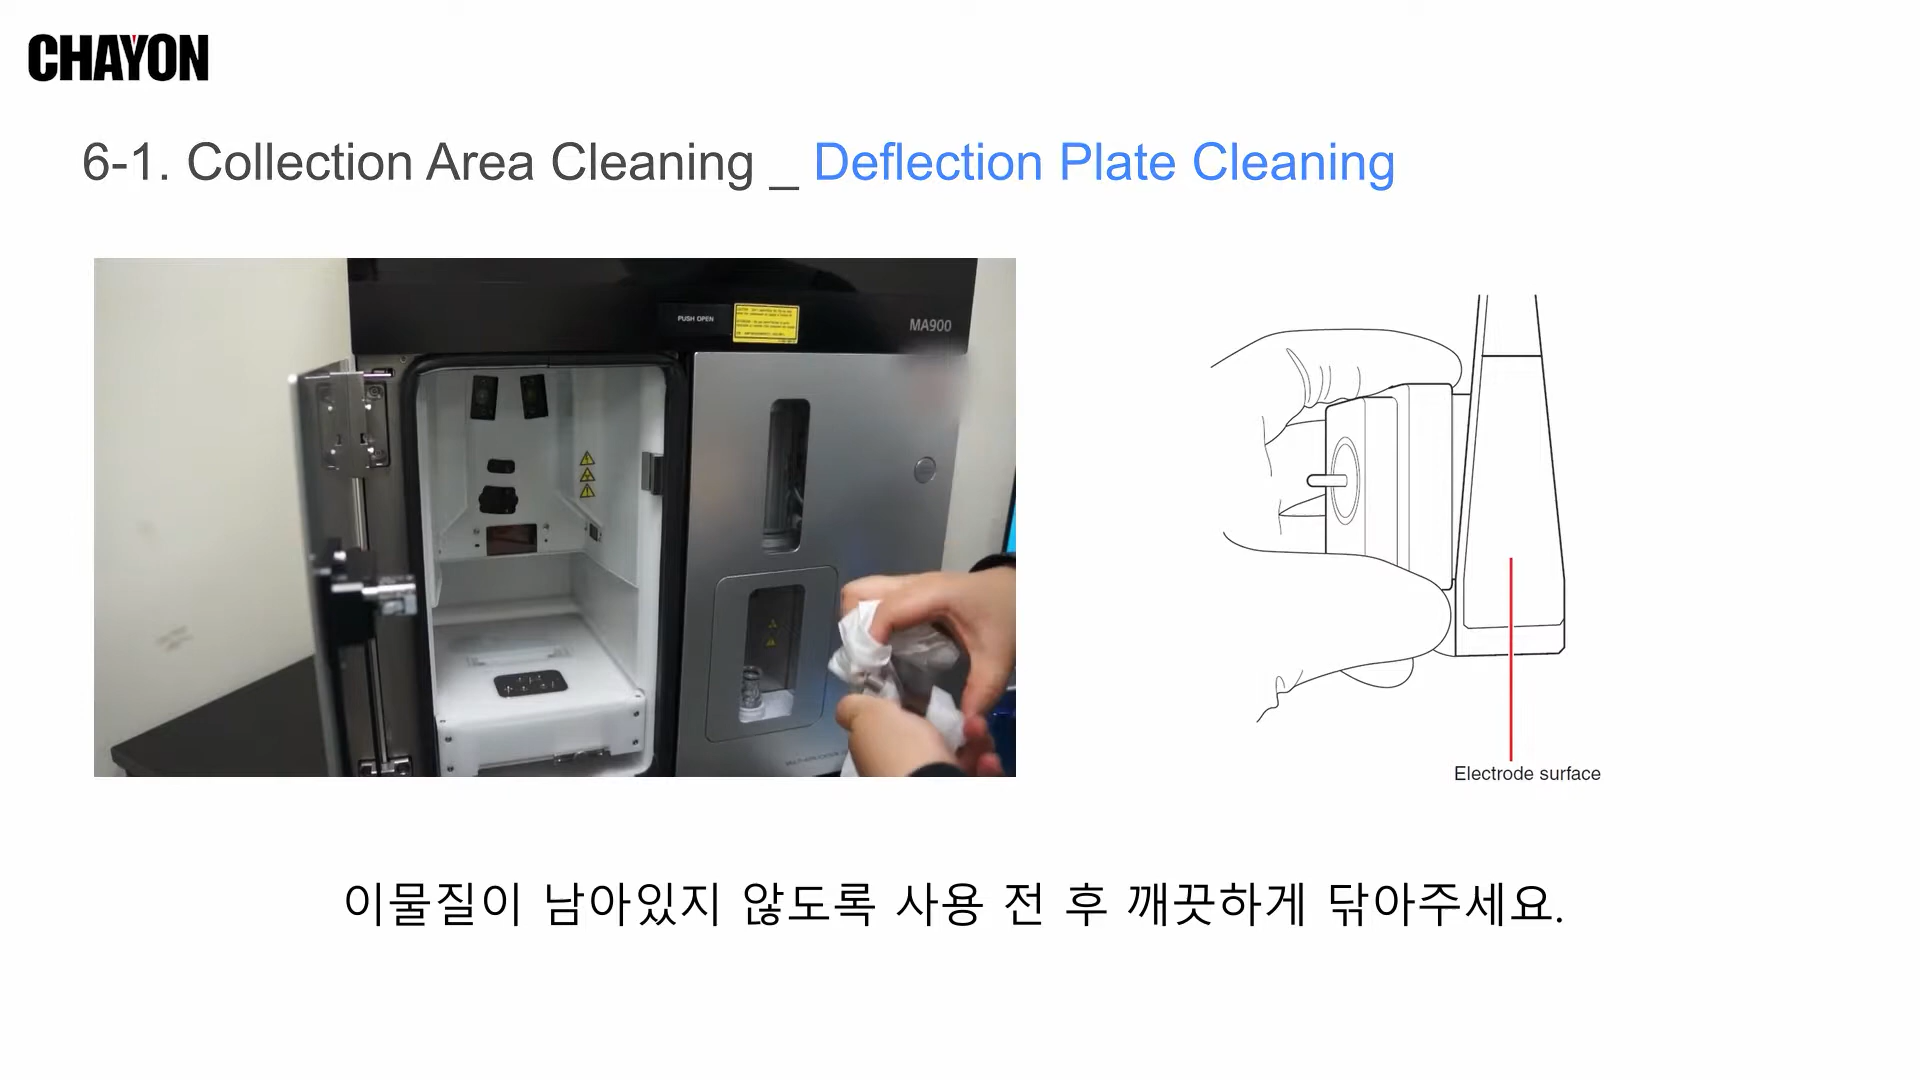 CHAYON
6-1. Collection Area Cleaning _ Deflection Plate Cleaning
PUSH OPEN
MA900
Electrode surface
이물질이 남아있지 않도록 사용 전 후 깨끗하게 닦아주세요.